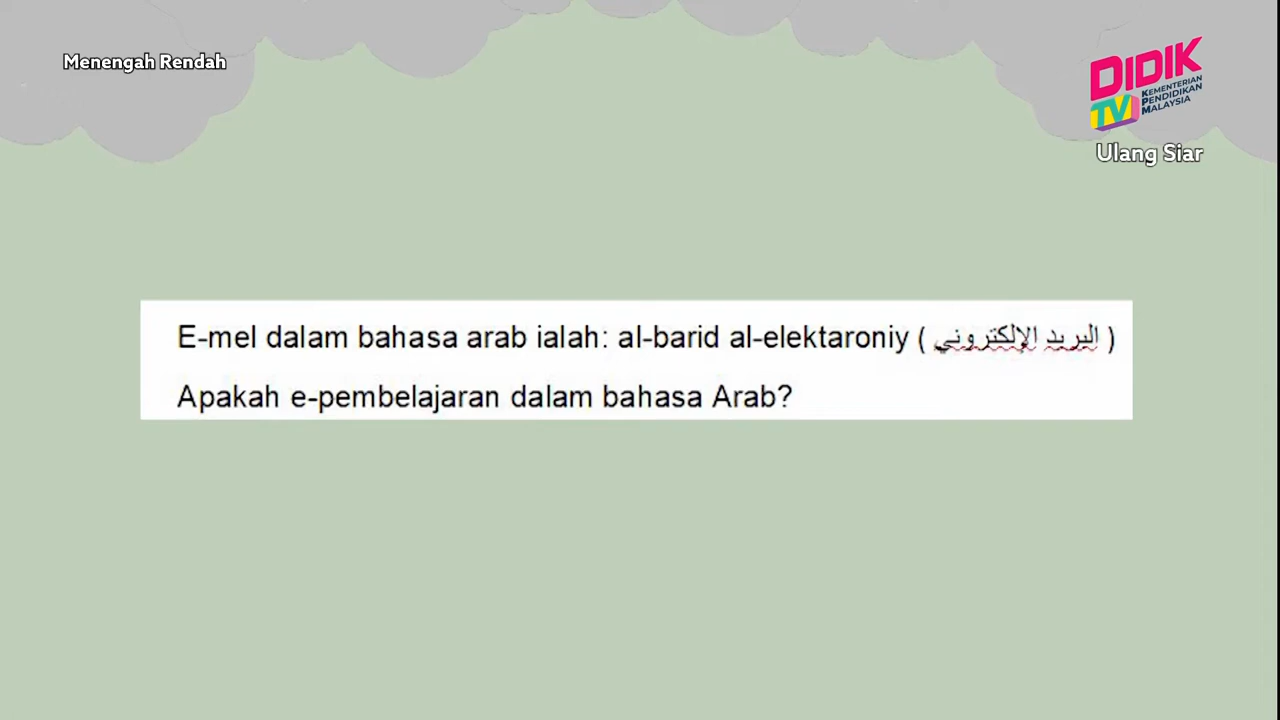 Menengah Rendah
DIDIK
TV
KEMENTERIAN
PENDIDIKAN
MALAYSIA
Ulang Siar
E-mel dalam bahasa arab ialah: al-barid al-elektaroniy ( البريد الإلكتروني )
Apakah e-pembelajaran dalam bahasa Arab?